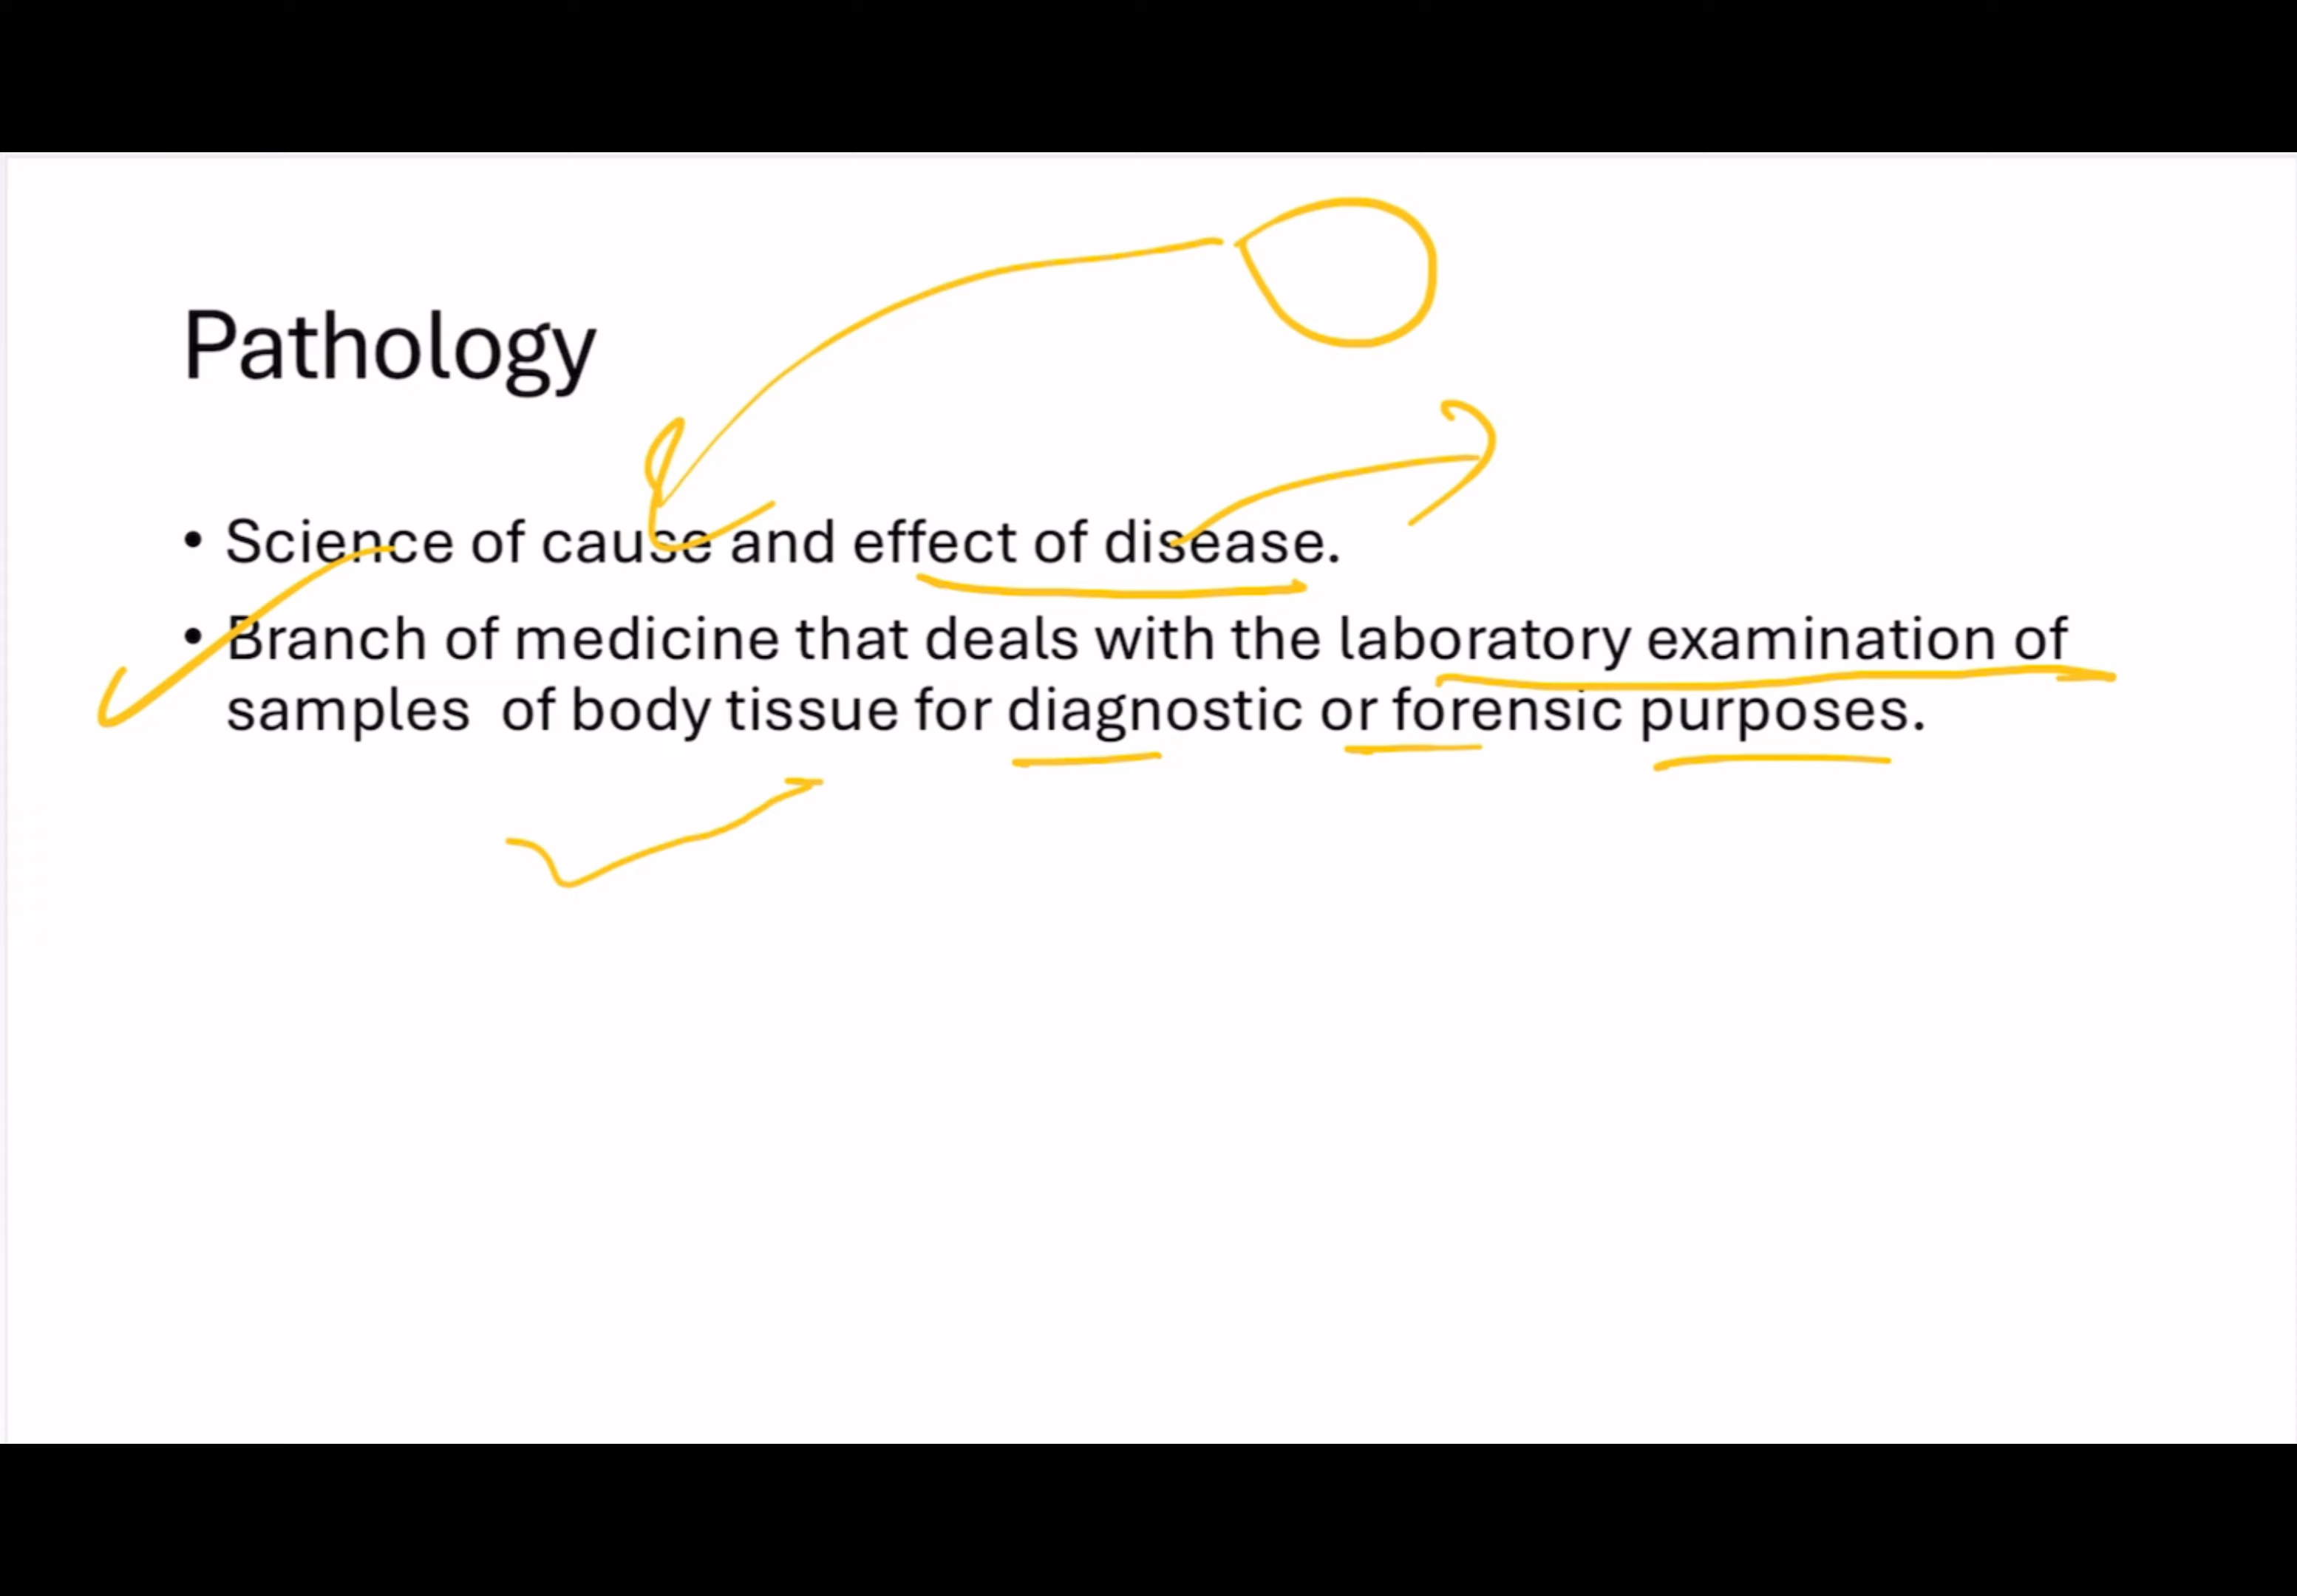 Pathology
• Science of cause and effect of disease.
• Branch of medicine that deals with the laboratory examination of
samples  of body tissue for diagnostic or forensic purposes.